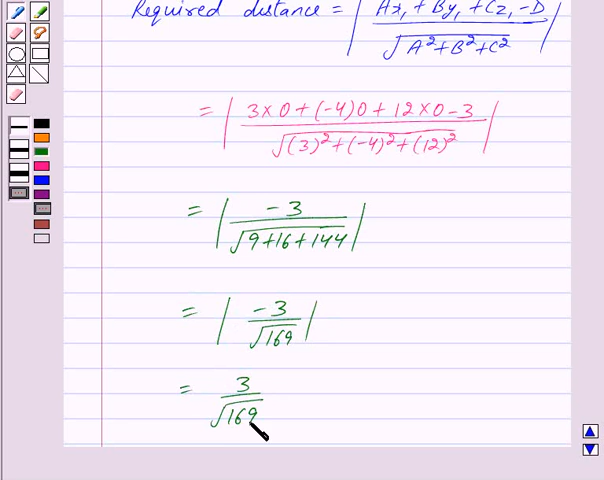 Required distance = | Ax₁ + By₁ + Cz₁ - D / √A² + B² + C² |
= | 3 × 0 + (-4) 0 + 12 × 0 - 3 / √(3)² + (-4)² + (12)² |
= | -3 / √9 + 16 + 144 |
= | -3 / √169 |
= 3 / √169